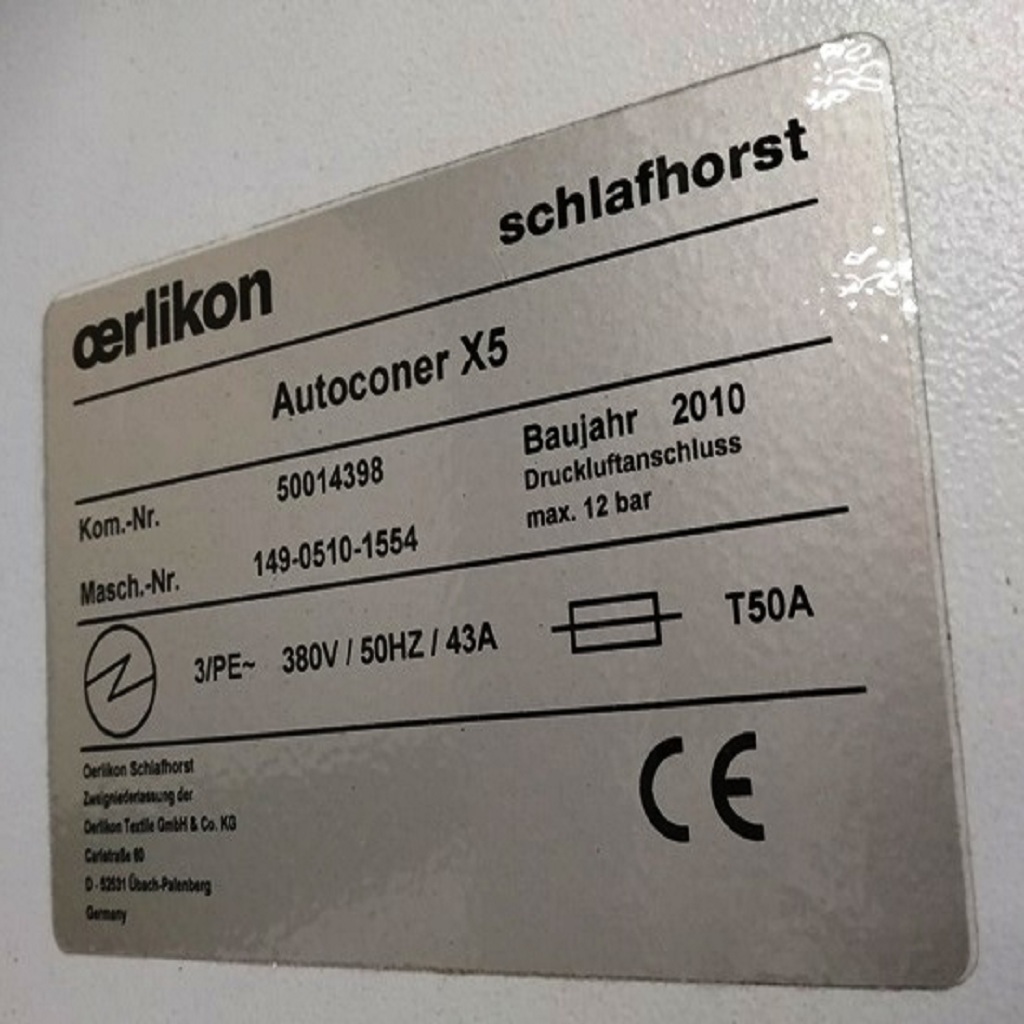 œrlikon schlafhorst
Autoconer X5
Kom.-Nr. 50014398
Baujahr 2010
Druckluftanschluss
Masch.-Nr. 149-0510-1554
max. 12 bar
3/PE~ 380V / 50HZ / 43A T50A
CE
Oerlikon Schlafhorst
Zweigniederlassung der
Oerlikon Textile GmbH & Co. KG
Carlstraße 60
D - 52531 Übach-Palenberg
Germany